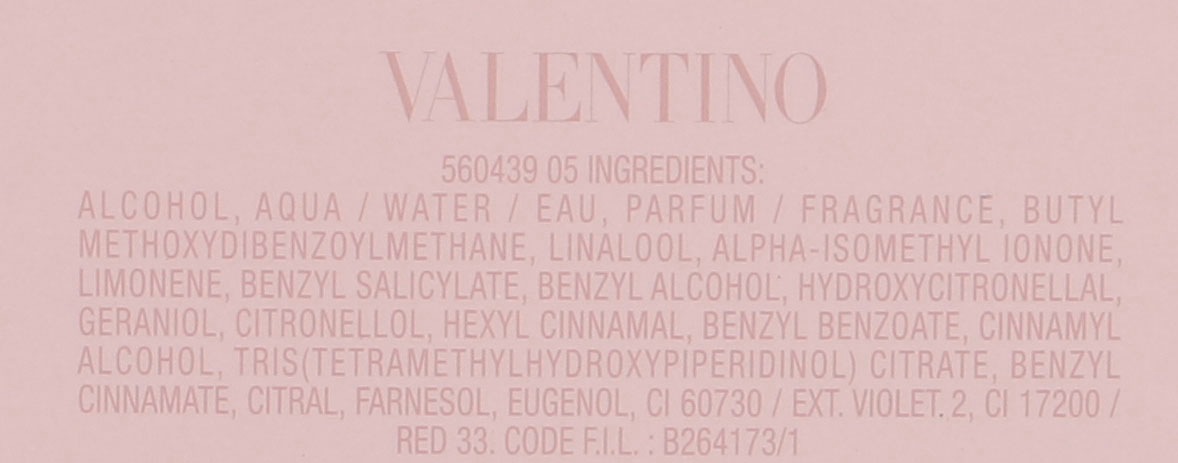 VALENTINO
560439 05 INGREDIENTS:
ALCOHOL, AQUA / WATER / EAU, PARFUM / FRAGRANCE, BUTYL
METHOXYDIBENZOYLMETHANE, LINALOOL, ALPHA-ISOMETHYL IONONE,
LIMONENE, BENZYL SALICYLATE, BENZYL ALCOHOL, HYDROXYCITRONELLAL,
GERANIOL, CITRONELLOL, HEXYL CINNAMAL, BENZYL BENZOATE, CINNAMYL
ALCOHOL, TRIS(TETRAMETHYLHYDROXYPIPERIDINOL) CITRATE, BENZYL
CINNAMATE, CITRAL, FARNESOL, EUGENOL, CI 60730 / EXT. VIOLET. 2, CI 17200 /
RED 33. CODE F.I.L. : B264173/1